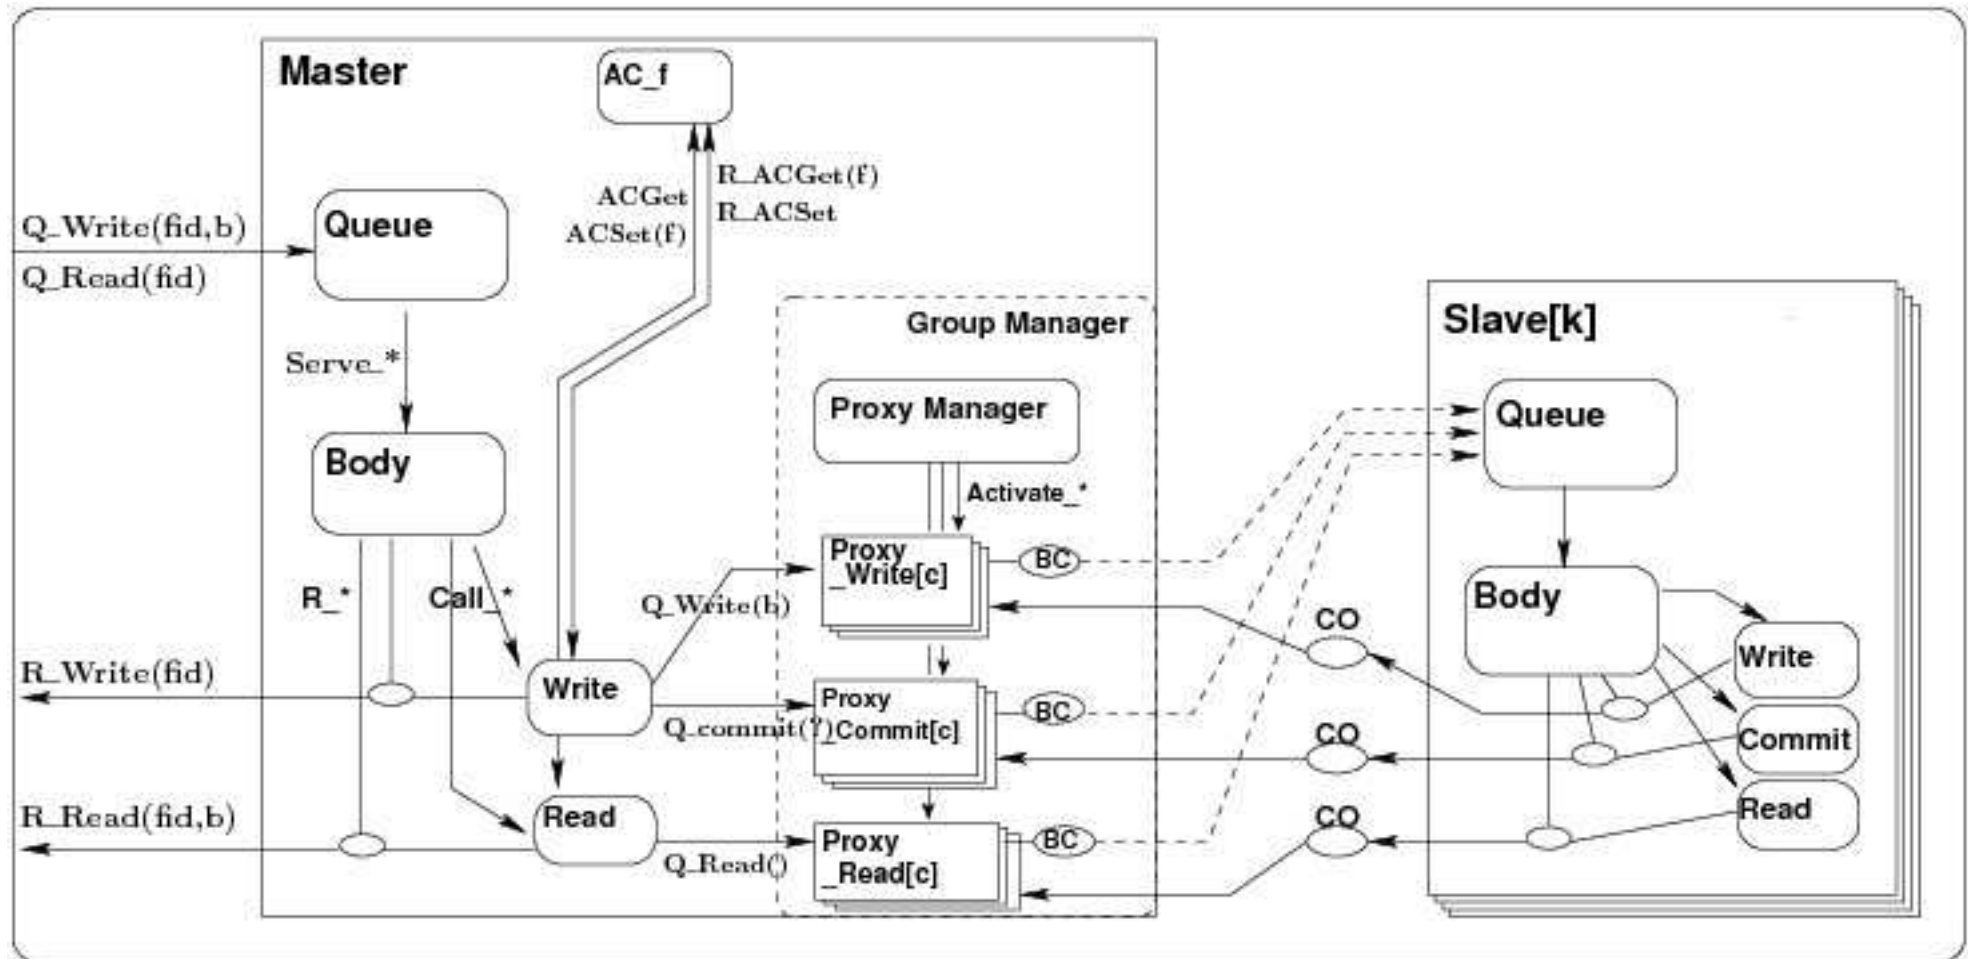 Master
AC_f
ACGet
ACSet(f)
R_ACGet(f)
R_ACSet
Q_Write(fid,b)
Q_Read(fid)
Queue
Serve_*
Body
R_*
Call_*
R_Write(fid)
Write
R_Read(fid,b)
Read
Q_Write(b)
Q_commit(?)
Q_Read()
Group Manager
Proxy Manager
Activate_*
Proxy
_Write[c]
BC
Proxy
_Commit[c]
BC
Proxy
_Read[c]
BC
CO
CO
CO
Slave[k]
Queue
Body
Write
Commit
Read